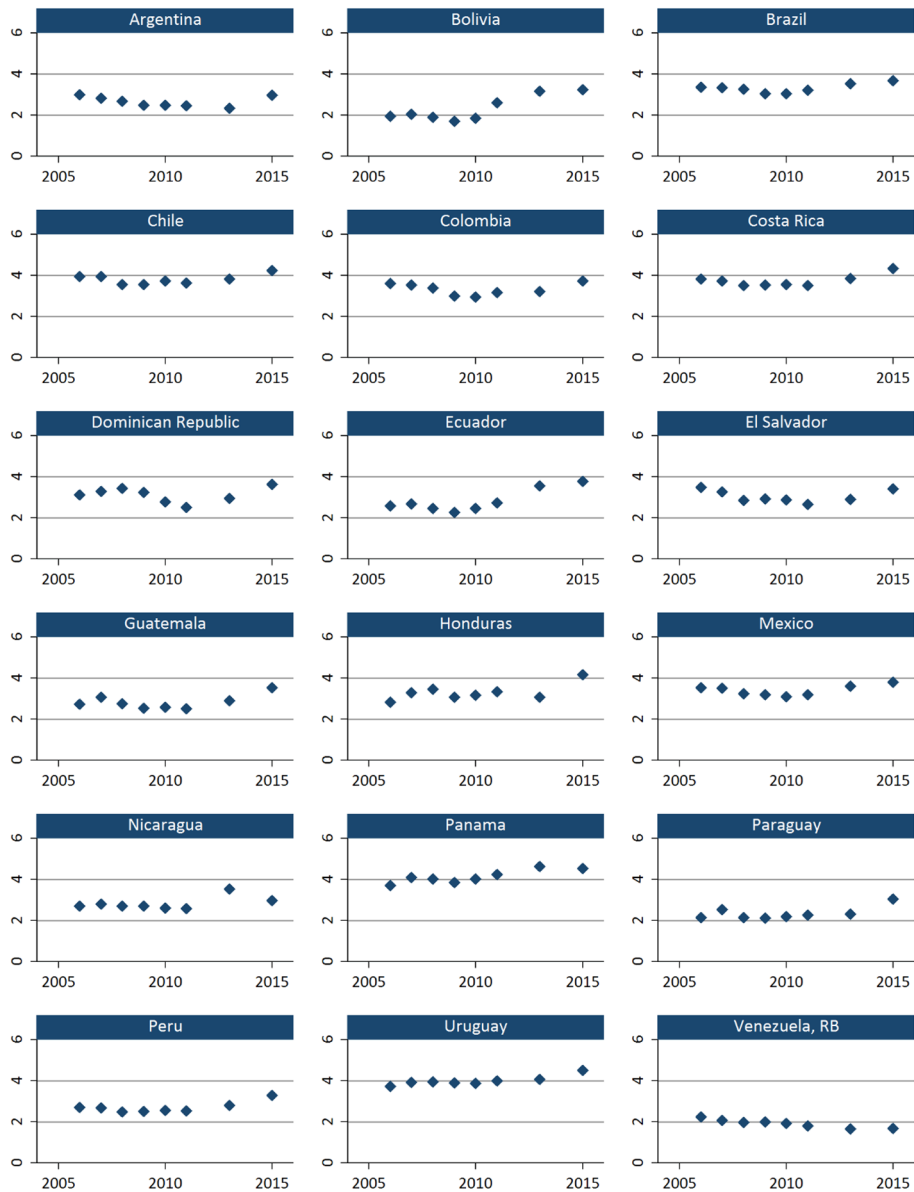 Argentina Bolivia Brazil
6 6 6
4 4 4
2 2 2
0 0 0
2005 2010 2015 2005 2010 2015 2005 2010 2015
Chile Colombia Costa Rica
6 6 6
4 4 4
2 2 2
0 0 0
2005 2010 2015 2005 2010 2015 2005 2010 2015
Dominican Republic Ecuador El Salvador
6 6 6
4 4 4
2 2 2
0 0 0
2005 2010 2015 2005 2010 2015 2005 2010 2015
Guatemala Honduras Mexico
6 6 6
4 4 4
2 2 2
0 0 0
2005 2010 2015 2005 2010 2015 2005 2010 2015
Nicaragua Panama Paraguay
6 6 6
4 4 4
2 2 2
0 0 0
2005 2010 2015 2005 2010 2015 2005 2010 2015
Peru Uruguay Venezuela, RB
6 6 6
4 4 4
2 2 2
0 0 0
2005 2010 2015 2005 2010 2015 2005 2010 2015